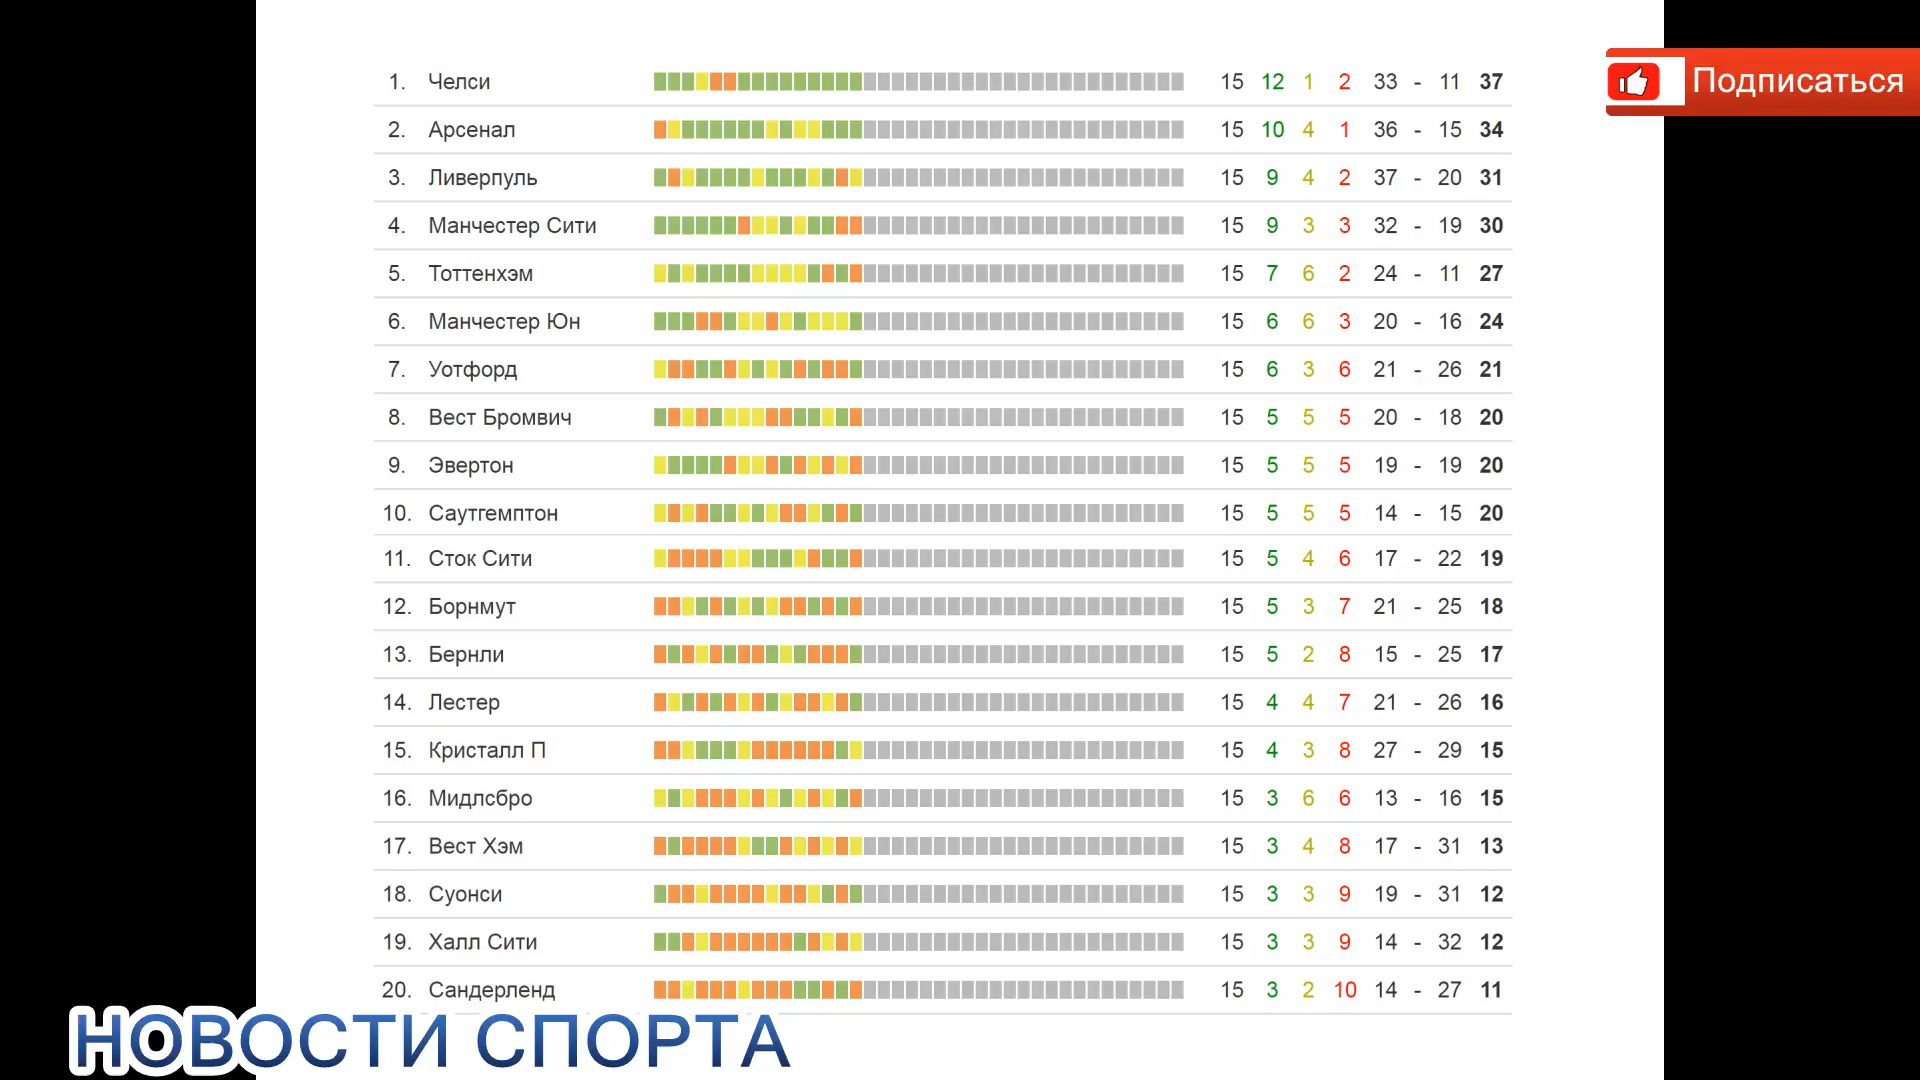 1. Челси 15 12 1 2 33 - 11 37
Подписаться
2. Арсенал 15 10 4 1 36 - 15 34
3. Ливерпуль 15 9 4 2 37 - 20 31
4. Манчестер Сити 15 9 3 3 32 - 19 30
5. Тоттенхэм 15 7 6 2 24 - 11 27
6. Манчестер Юн 15 6 6 3 20 - 16 24
7. Уотфорд 15 6 3 6 21 - 26 21
8. Вест Бромвич 15 5 5 5 20 - 18 20
9. Эвертон 15 5 5 5 19 - 19 20
10. Саутгемптон 15 5 5 5 14 - 15 20
11. Сток Сити 15 5 4 6 17 - 22 19
12. Борнмут 15 5 3 7 21 - 25 18
13. Бернли 15 5 2 8 15 - 25 17
14. Лестер 15 4 4 7 21 - 26 16
15. Кристалл П 15 4 3 8 27 - 29 15
16. Мидлсбро 15 3 6 6 13 - 16 15
17. Вест Хэм 15 3 4 8 17 - 31 13
18. Суонси 15 3 3 9 19 - 31 12
19. Халл Сити 15 3 3 9 14 - 32 12
20. Сандерленд 15 3 2 10 14 - 27 11
НОВОСТИ СПОРТА